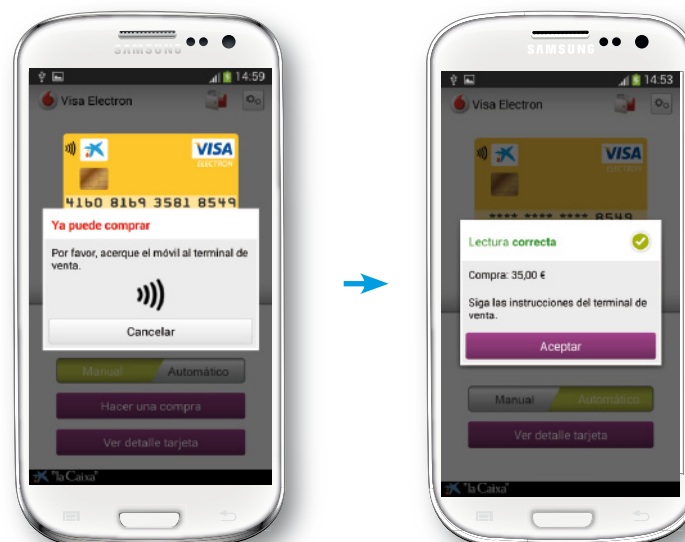 SAMSUNG
14:59
Visa Electron
VISA
ELECTRON
4160 8169 3581 8549
Ya puede comprar
Por favor, acerque el móvil al terminal de
venta.
Cancelar
Manual Automático
Hacer una compra
Ver detalle tarjeta
"la Caixa"
SAMSUNG
14:53
Visa Electron
VISA
ELECTRON
**** **** **** 8549
Lectura correcta
Compra: 35,00 €
Siga las instrucciones del terminal de
venta.
Aceptar
Manual Automático
Ver detalle tarjeta
"la Caixa"